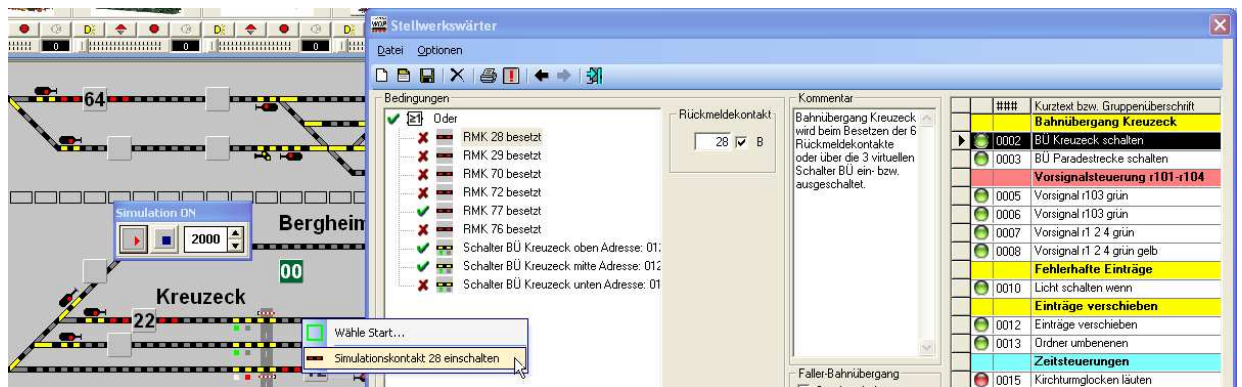 D:
D:
D:
0
0
0
0
64
Simulation ON
2000
Bergheim
00
Kreuzeck
22
Wähle Start...
Simulationskontakt 28 einschalten
Stellwerkswärter
Datei Optionen
Bedingungen
Oder
RMK 28 besetzt
RMK 29 besetzt
RMK 70 besetzt
RMK 72 besetzt
RMK 77 besetzt
RMK 76 besetzt
Schalter BÜ Kreuzeck oben Adresse: 01
Schalter BÜ Kreuzeck mitte Adresse: 012
Schalter BÜ Kreuzeck unten Adresse: 01
Rückmeldekontakt
28 B
Kommentar
Bahnübergang Kreuzeck
wird beim Besetzen der 6
Rückmeldekontakte
oder über die 3 virtuellen
Schalter BÜ ein- bzw.
ausgeschaltet.
Faller-Bahnübergang
### Kurztext bzw. Gruppenüberschrift
Bahnübergang Kreuzeck
0002 BÜ Kreuzeck schalten
0003 BÜ Paradestrecke schalten
Vorsignalsteuerung r101-r104
0005 Vorsignal r103 grün
0006 Vorsignal r103 grün
0007 Vorsignal r1 2 4 grün
0008 Vorsignal r1 2 4 grün gelb
Fehlerhafte Einträge
0010 Licht schalten wenn
Einträge verschieben
0012 Einträge verschieben
0013 Ordner umbenenen
Zeitsteuerungen
0015 Kirchturmglocken läuten